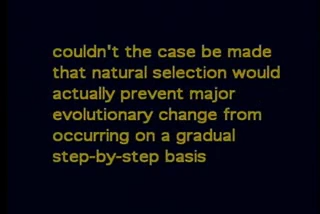 couldn't the case be made
that natural selection would
actually prevent major
evolutionary change from
occurring on a gradual
step-by-step basis